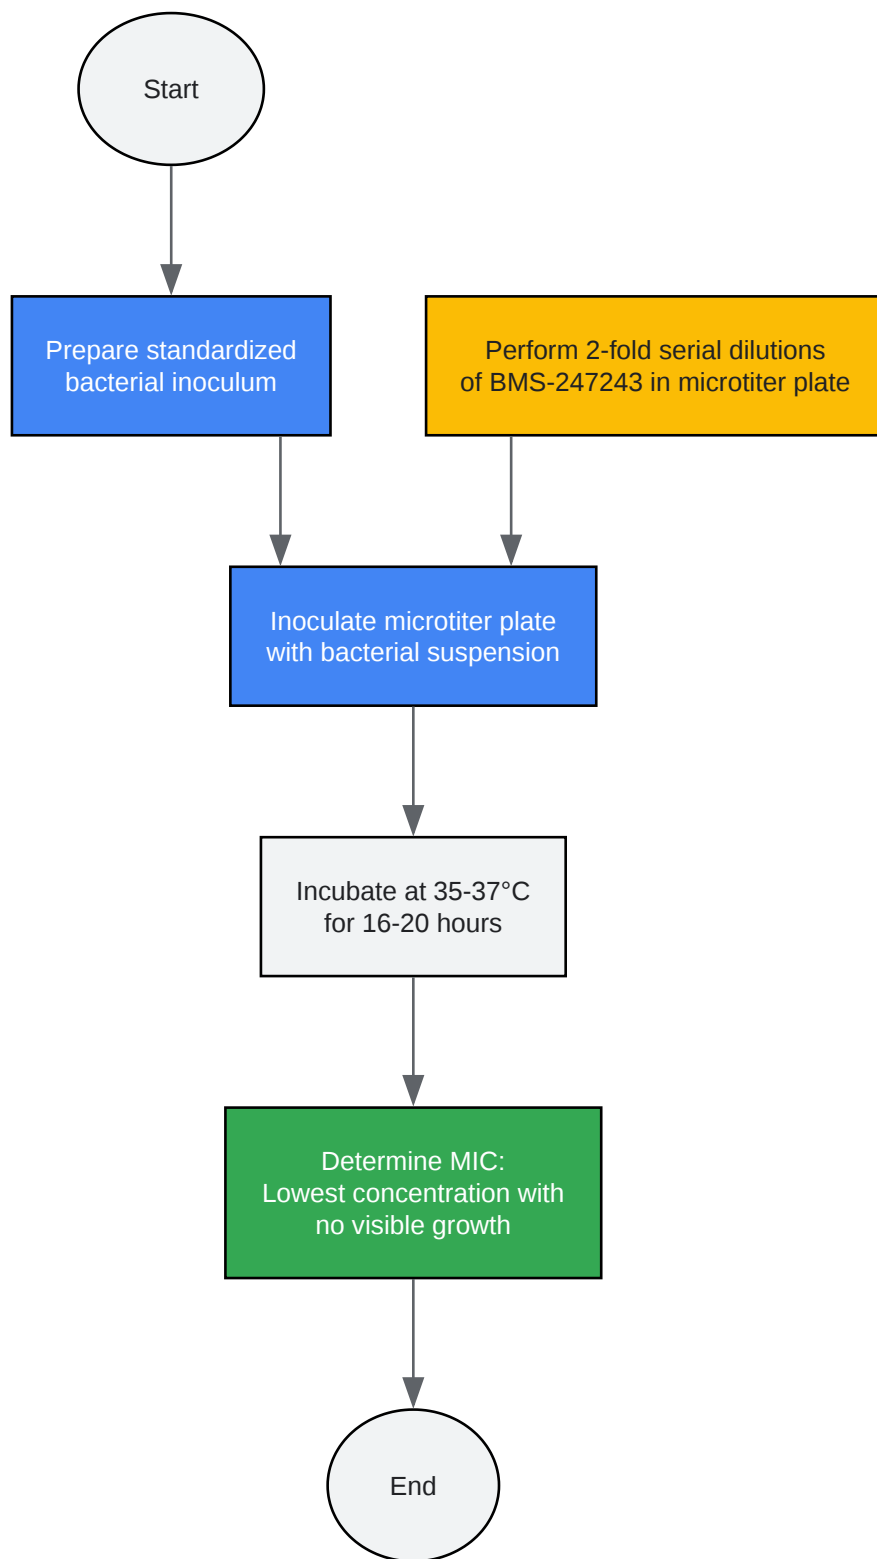 Start
Prepare standardized
bacterial inoculum
Perform 2-fold serial dilutions
of BMS-247243 in microtiter plate
Inoculate microtiter plate
with bacterial suspension
Incubate at 35-37°C
for 16-20 hours
Determine MIC:
Lowest concentration with
no visible growth
End